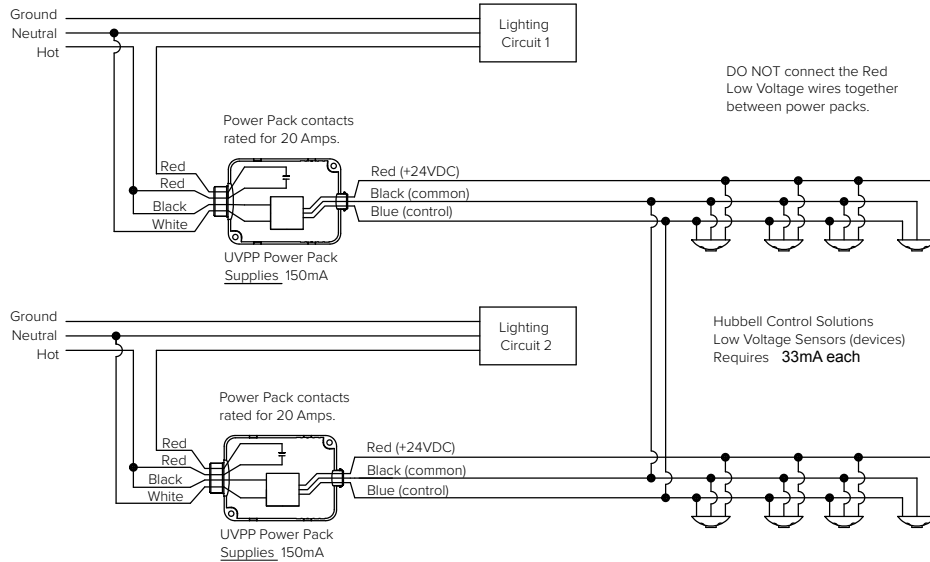 Ground
Neutral
Hot
Lighting
Circuit 1
DO NOT connect the Red
Low Voltage wires together
between power packs.
Power Pack contacts
rated for 20 Amps.
Red
Red
Black
White
Red (+24VDC)
Black (common)
Blue (control)
UVPP Power Pack
Supplies 150mA
Ground
Neutral
Hot
Lighting
Circuit 2
Hubbell Control Solutions
Low Voltage Sensors (devices)
Requires 33mA each
Power Pack contacts
rated for 20 Amps.
Red
Red
Black
White
Red (+24VDC)
Black (common)
Blue (control)
UVPP Power Pack
Supplies 150mA